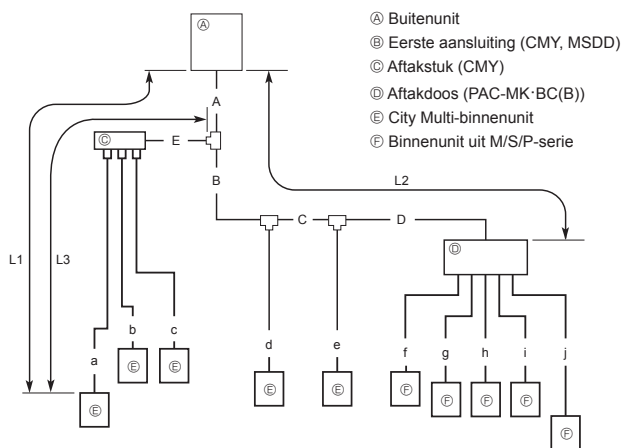 Ⓐ Buitenunit
Ⓑ Eerste aansluiting (CMY, MSDD)
Ⓒ Aftakstuk (CMY)
Ⓓ Aftakdoos (PAC-MK·BC(B))
Ⓔ City Multi-binnenunit
Ⓕ Binnenunit uit M/S/P-serie
Ⓐ
A
Ⓒ
E
B
L2
C
D
Ⓓ
L1
L3
a
b
c
d
e
f
g
h
i
j
Ⓔ
Ⓔ
Ⓔ
Ⓔ
Ⓔ
Ⓕ
Ⓕ
Ⓕ
Ⓕ
Ⓕ